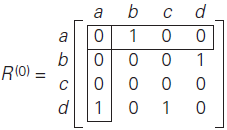 a b c d
a 0 1 0 0
b 0 0 0 1
R(0) =
c 0 0 0 0
d 1 0 1 0